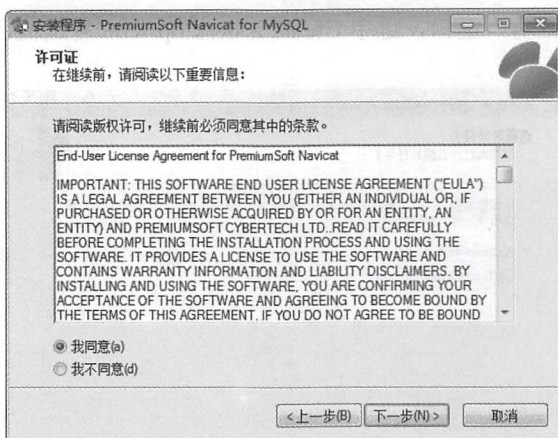 安装程序 - PremiumSoft Navicat for MySQL
许可证
在继续前，请阅读以下重要信息：
请阅读版权许可，继续前必须同意其中的条款。
End-User License Agreement for PremiumSoft Navicat
IMPORTANT: THIS SOFTWARE END USER LICENSE AGREEMENT ("EULA")
IS A LEGAL AGREEMENT BETWEEN YOU (EITHER AN INDIVIDUAL OR, IF
PURCHASED OR OTHERWISE ACQUIRED BY OR FOR AN ENTITY, AN
ENTITY) AND PREMIUMSOFT CYBERTECH LTD..READ IT CAREFULLY
BEFORE COMPLETING THE INSTALLATION PROCESS AND USING THE
SOFTWARE. IT PROVIDES A LICENSE TO USE THE SOFTWARE AND
CONTAINS WARRANTY INFORMATION AND LIABILITY DISCLAIMERS. BY
INSTALLING AND USING THE SOFTWARE, YOU ARE CONFIRMING YOUR
ACCEPTANCE OF THE SOFTWARE AND AGREEING TO BECOME BOUND BY
THE TERMS OF THIS AGREEMENT. IF YOU DO NOT AGREE TO BE BOUND
我同意(a)
我不同意(d)
<上一步(B) 下一步(N)> 取消